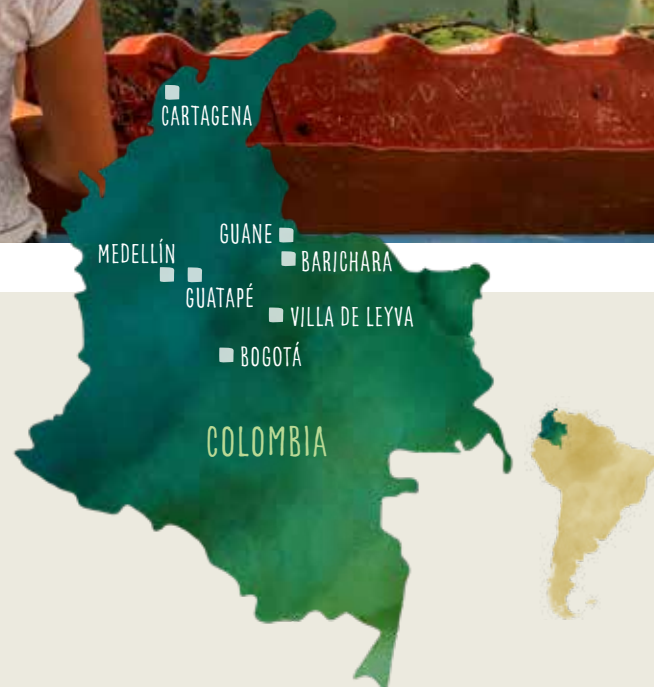 CARTAGENA
GUANE
MEDELLÍN
BARICHARA
GUATAPÉ
VILLA DE LEYVA
BOGOTÁ
COLOMBIA